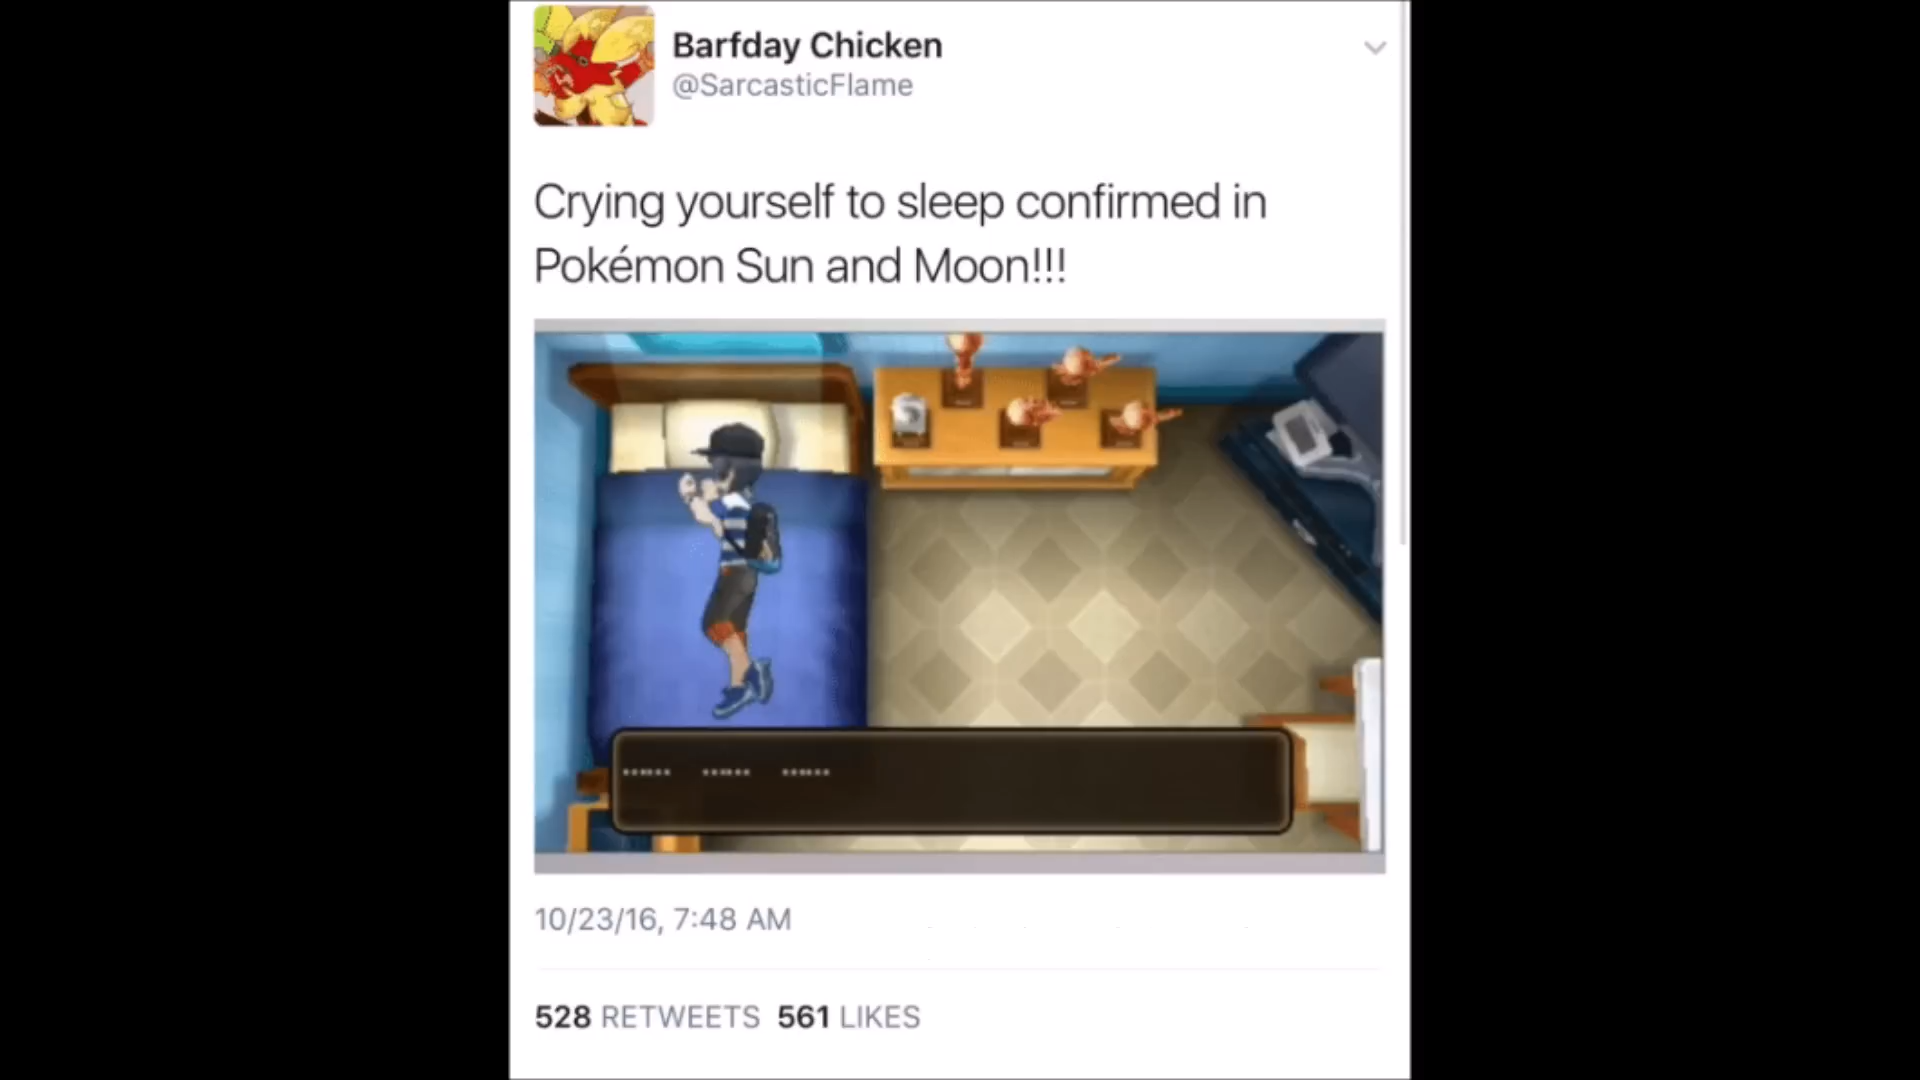 Barfday Chicken
@SarcasticFlame
Crying yourself to sleep confirmed in
Pokémon Sun and Moon!!!
...... ...... ......
10/23/16, 7:48 AM
528 RETWEETS 561 LIKES